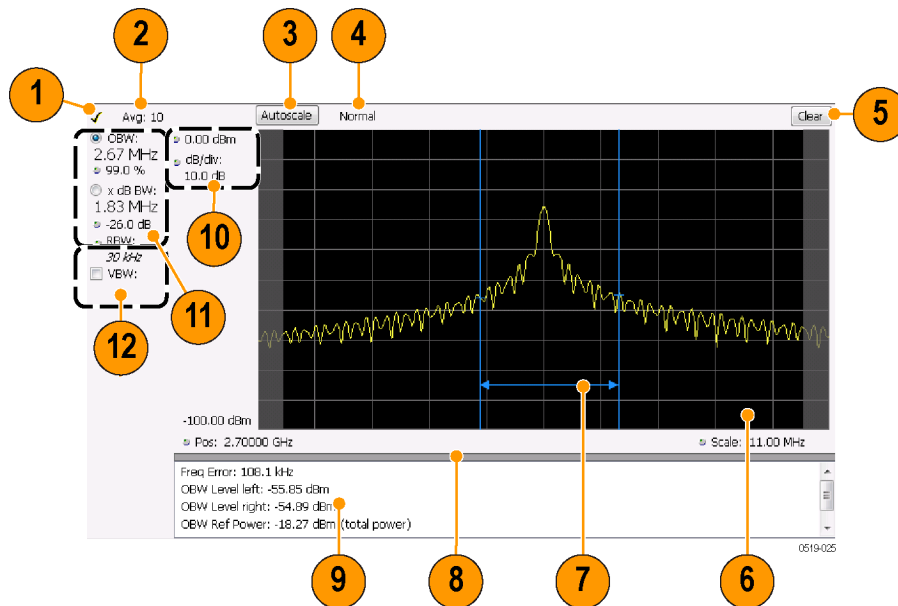 2
3
4
1
5
Avg: 10
Autoscale
Normal
Clear
OBW:
2.67 MHz
99.0 %
x dB BW:
1.83 MHz
-26.0 dB
RBW:
30 kHz
VBW:
0.00 dBm
dB/div:
10.0 dB
10
11
12
-100.00 dBm
Pos: 2.70000 GHz
Scale: 11.00 MHz
Freq Error: 108.1 kHz
OBW Level left: -55.85 dBm
OBW Level right: -54.89 dBm
OBW Ref Power: -18.27 dBm (total power)
0519-025
9
8
7
6